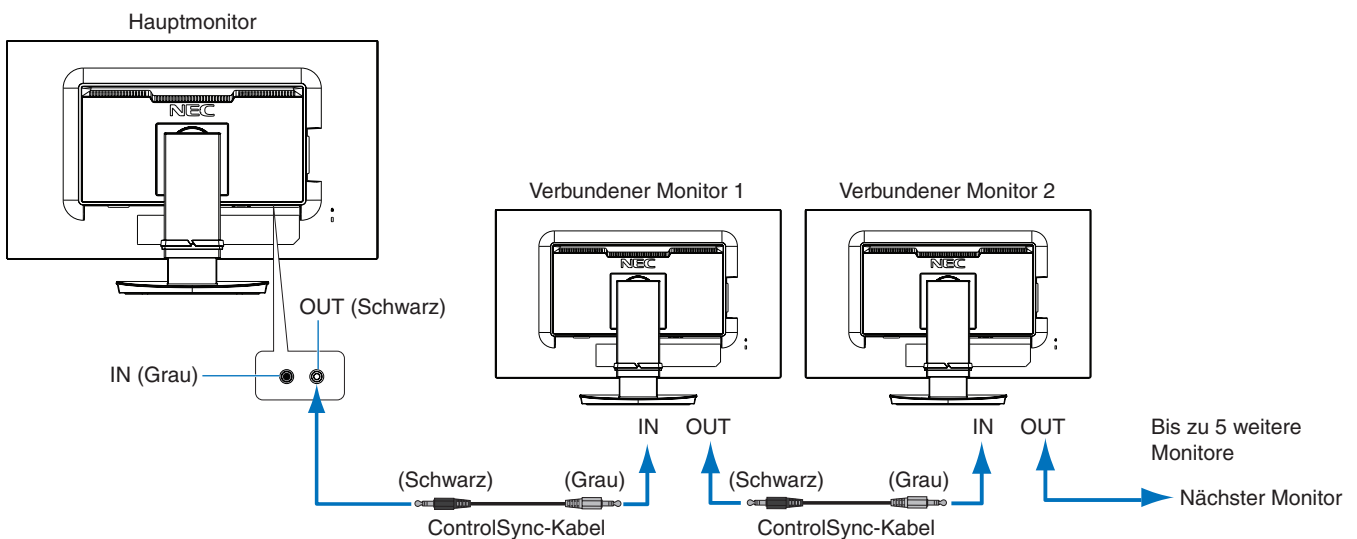 Hauptmonitor
NEC
OUT (Schwarz)
IN (Grau)
Verbundener Monitor 1
Verbundener Monitor 2
NEC
NEC
IN
OUT
IN
OUT
Bis zu 5 weitere
Monitore
(Schwarz)
(Grau)
(Schwarz)
(Grau)
Nächster Monitor
ControlSync-Kabel
ControlSync-Kabel